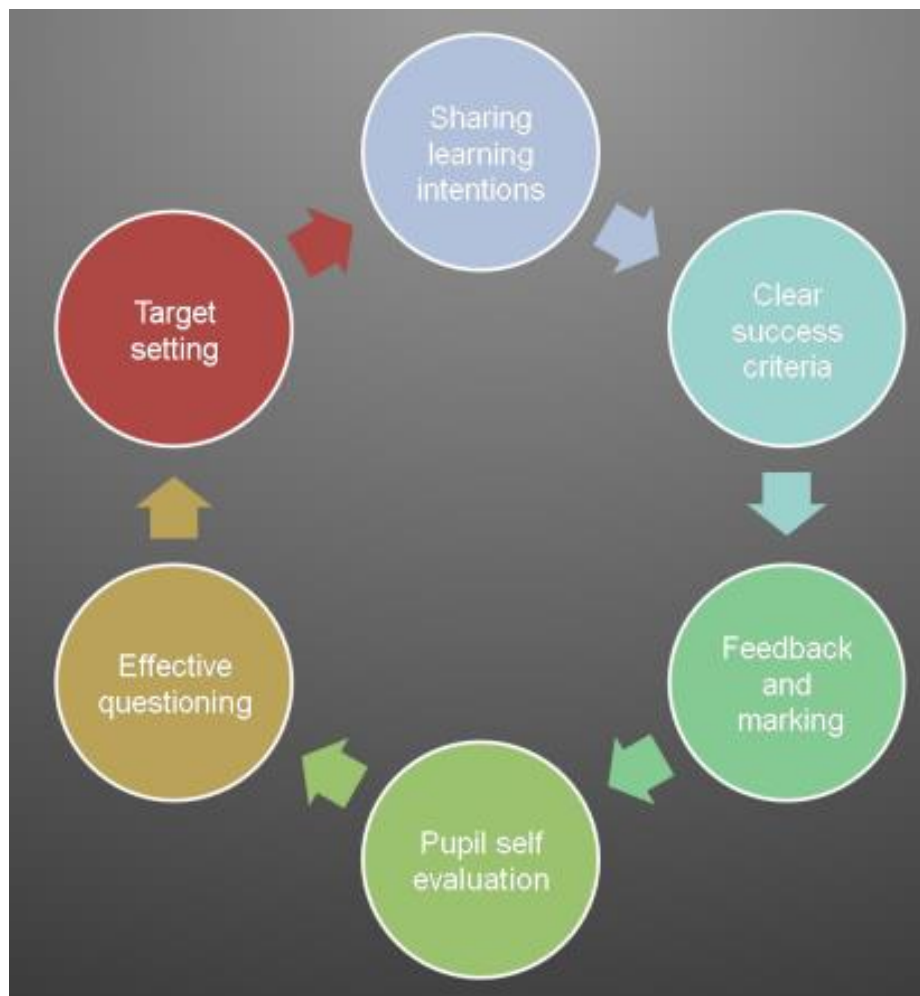 Sharing
learning
intentions
Clear
success
criteria
Feedback
and
marking
Pupil self
evaluation
Effective
questioning
Target
setting